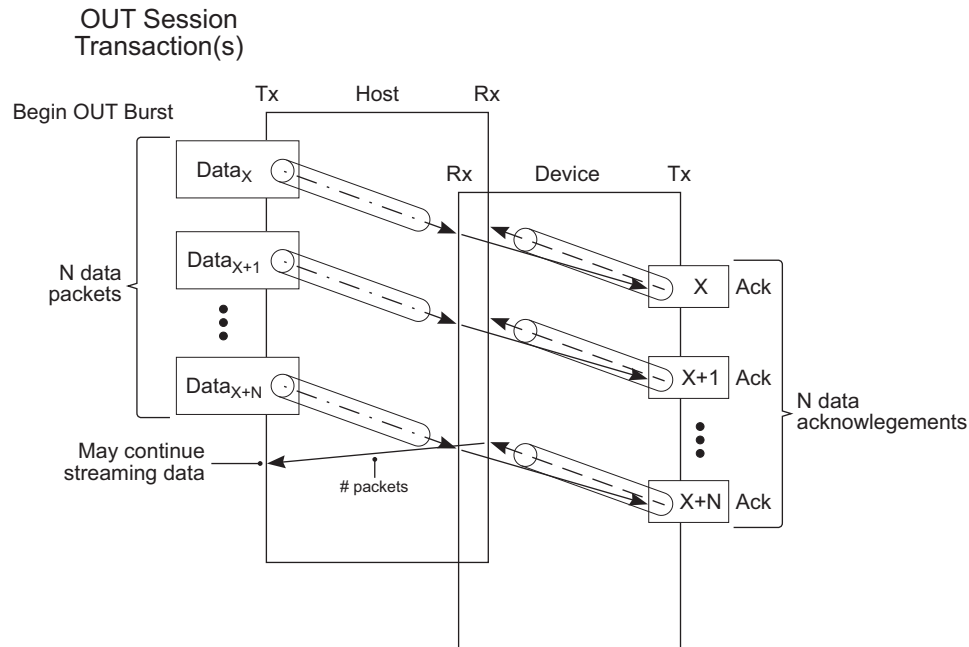 OUT Session
Transaction(s)
Tx Host Rx
Begin OUT Burst
DataX
Rx Device Tx
N data
packets
DataX+1
X Ack
DataX+N
X+1 Ack
N data
acknowlegements
May continue
streaming data
# packets
X+N Ack